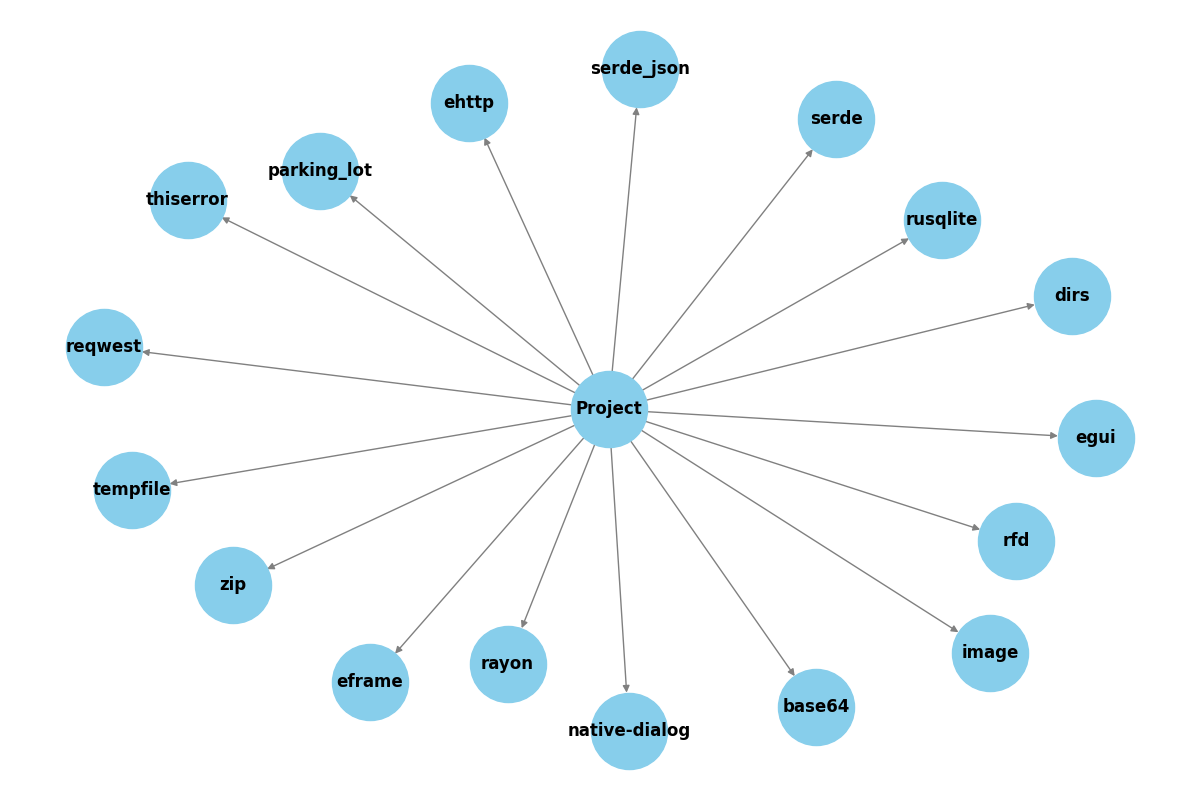 serde_json
ehttp
serde
parking_lot
thiserror
rusqlite
dirs
reqwest
Project
egui
tempfile
rfd
zip
image
rayon
eframe
base64
native-dialog